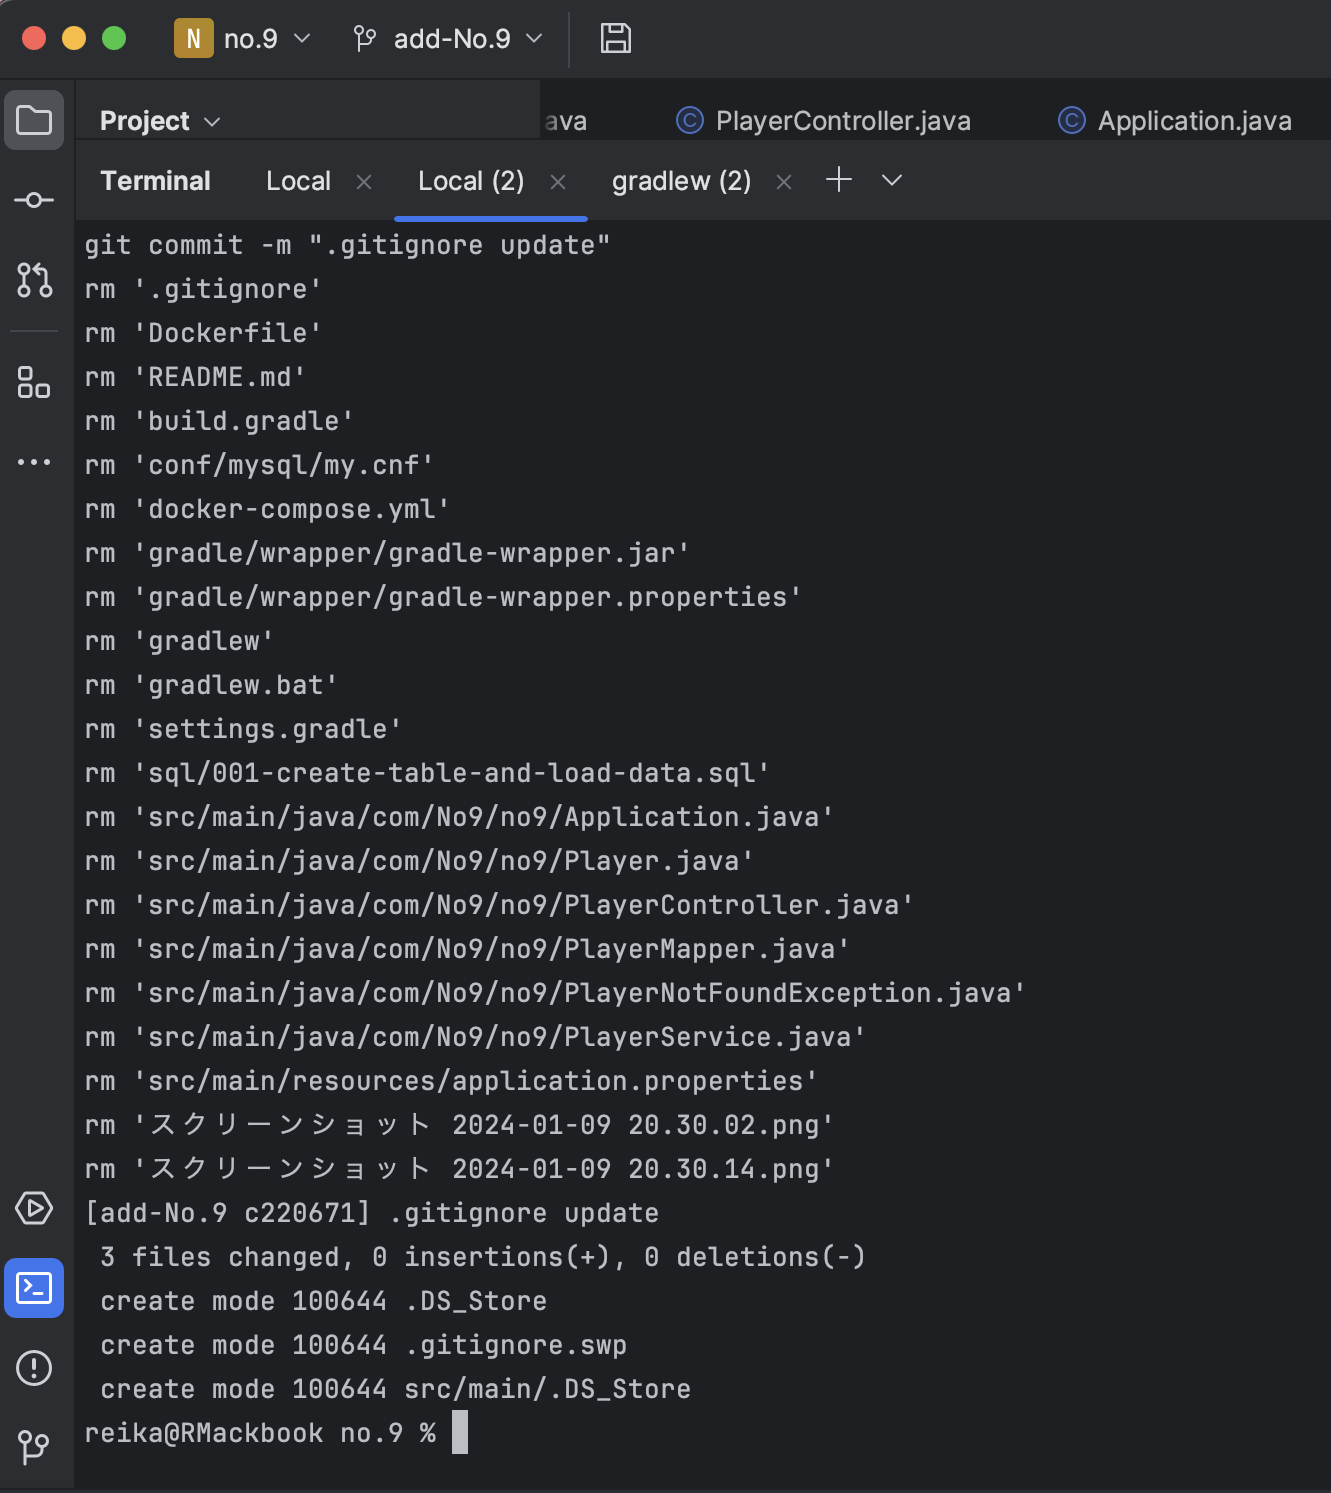 N no.9 add-No.9
Project ava PlayerController.java Application.java
Terminal Local Local (2) gradlew (2)
git commit -m ".gitignore update"
rm '.gitignore'
rm 'Dockerfile'
rm 'README.md'
rm 'build.gradle'
rm 'conf/mysql/my.cnf'
rm 'docker-compose.yml'
rm 'gradle/wrapper/gradle-wrapper.jar'
rm 'gradle/wrapper/gradle-wrapper.properties'
rm 'gradlew'
rm 'gradlew.bat'
rm 'settings.gradle'
rm 'sql/001-create-table-and-load-data.sql'
rm 'src/main/java/com/No9/no9/Application.java'
rm 'src/main/java/com/No9/no9/Player.java'
rm 'src/main/java/com/No9/no9/PlayerController.java'
rm 'src/main/java/com/No9/no9/PlayerMapper.java'
rm 'src/main/java/com/No9/no9/PlayerNotFoundException.java'
rm 'src/main/java/com/No9/no9/PlayerService.java'
rm 'src/main/resources/application.properties'
rm 'スクリーンショット 2024-01-09 20.30.02.png'
rm 'スクリーンショット 2024-01-09 20.30.14.png'
[add-No.9 c220671] .gitignore update
3 files changed, 0 insertions(+), 0 deletions(-)
create mode 100644 .DS_Store
create mode 100644 .gitignore.swp
create mode 100644 src/main/.DS_Store
reika@RMackbook no.9 %